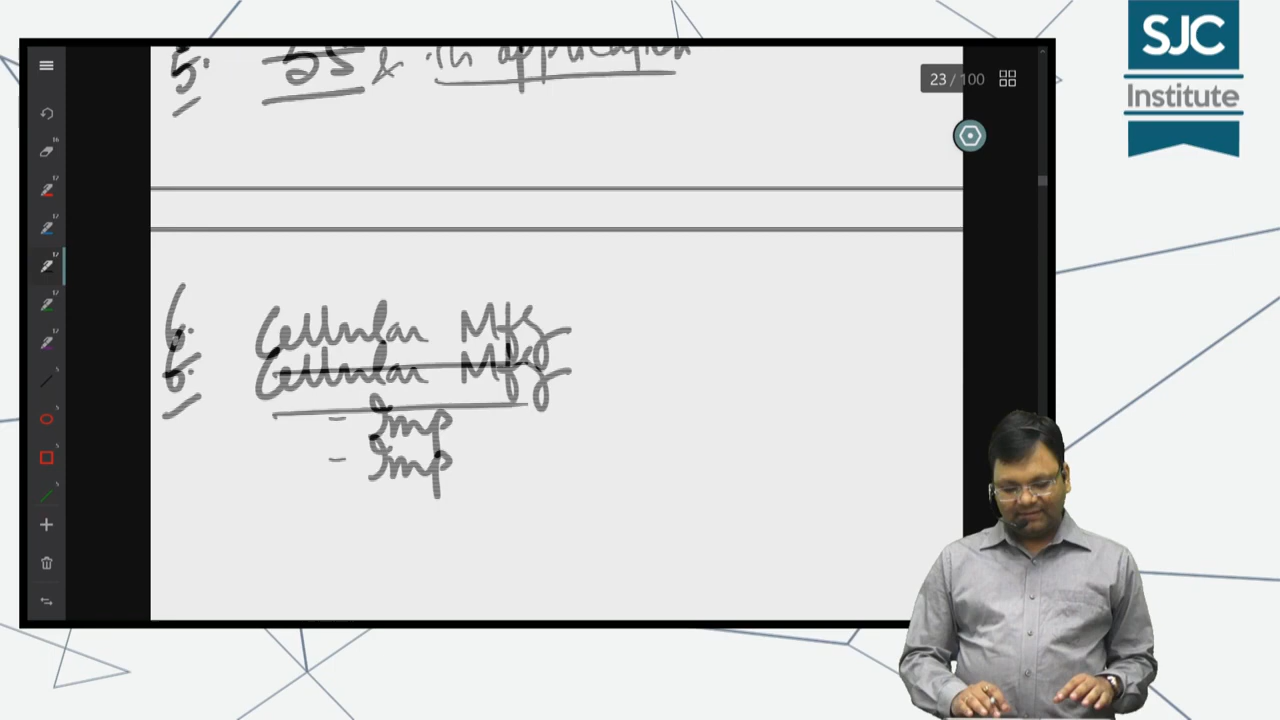 5. 5S & its application
23 / 100
6. Cellular Mfg
6. Cellular Mfg
- Imp
- Imp
SJC
Institute